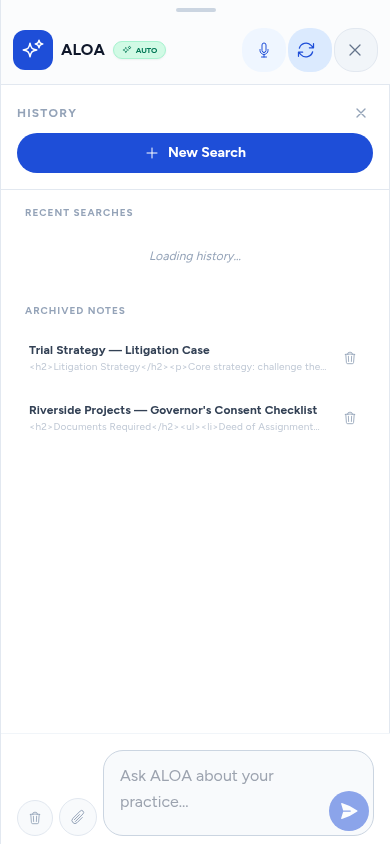 ALOA
AUTO
HISTORY
New Search
RECENT SEARCHES
Loading history...
ARCHIVED NOTES
Trial Strategy — Litigation Case
<h2>Litigation Strategy</h2><p>Core strategy: challenge the...
Riverside Projects — Governor's Consent Checklist
<h2>Documents Required</h2><ul><li>Deed of Assignment...
Ask ALOA about your
practice...